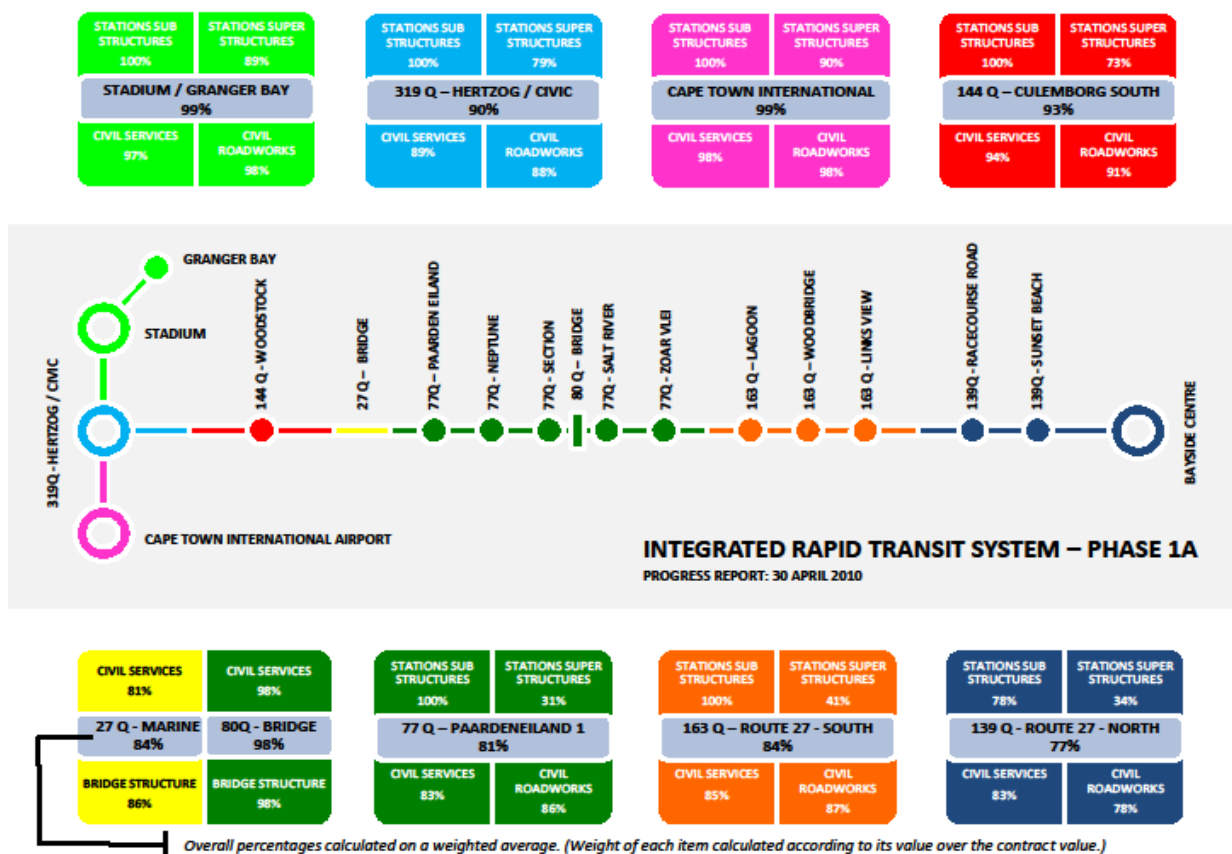 STATIONS SUB
STRUCTURES
100%
STATIONS SUPER
STRUCTURES
89%
STADIUM / GRANGER BAY
99%
CIVIL SERVICES
97%
CIVIL
ROADWORKS
98%
STATIONS SUB
STRUCTURES
100%
STATIONS SUPER
STRUCTURES
79%
319 Q – HERTZOG / CIVIC
90%
CIVIL SERVICES
89%
CIVIL
ROADWORKS
88%
STATIONS SUB
STRUCTURES
100%
STATIONS SUPER
STRUCTURES
90%
CAPE TOWN INTERNATIONAL
99%
CIVIL SERVICES
98%
CIVIL
ROADWORKS
98%
STATIONS SUB
STRUCTURES
100%
STATIONS SUPER
STRUCTURES
73%
144 Q – CULEMBORG SOUTH
93%
CIVIL SERVICES
94%
CIVIL
ROADWORKS
91%
GRANGER BAY
STADIUM
319Q - HERTZOG / CIVIC
CAPE TOWN INTERNATIONAL AIRPORT
144 Q - WOODSTOCK
27 Q – BRIDGE
77Q – PAARDEN EILAND
77Q - NEPTUNE
77Q - SECTION
80 Q – BRIDGE
77Q - SALT RIVER
77Q – ZOAR VLEI
163 Q – LAGOON
163 Q – WOODBRIDGE
163 Q - LINKS VIEW
139Q - RACECOURSE ROAD
139Q - SUNSET BEACH
BAYSIDE CENTRE
INTEGRATED RAPID TRANSIT SYSTEM – PHASE 1A
PROGRESS REPORT: 30 APRIL 2010
CIVIL SERVICES
81%
27 Q - MARINE
84%
BRIDGE STRUCTURE
86%
CIVIL SERVICES
98%
80Q - BRIDGE
98%
BRIDGE STRUCTURE
98%
STATIONS SUB
STRUCTURES
100%
STATIONS SUPER
STRUCTURES
31%
77 Q – PAARDENEILAND 1
81%
CIVIL SERVICES
83%
CIVIL
ROADWORKS
86%
STATIONS SUB
STRUCTURES
100%
STATIONS SUPER
STRUCTURES
41%
163 Q – ROUTE 27 - SOUTH
84%
CIVIL SERVICES
85%
CIVIL
ROADWORKS
87%
STATIONS SUB
STRUCTURES
78%
STATIONS SUPER
STRUCTURES
34%
139 Q - ROUTE 27 - NORTH
77%
CIVIL SERVICES
83%
CIVIL
ROADWORKS
78%
Overall percentages calculated on a weighted average. (Weight of each item calculated according to its value over the contract value.)